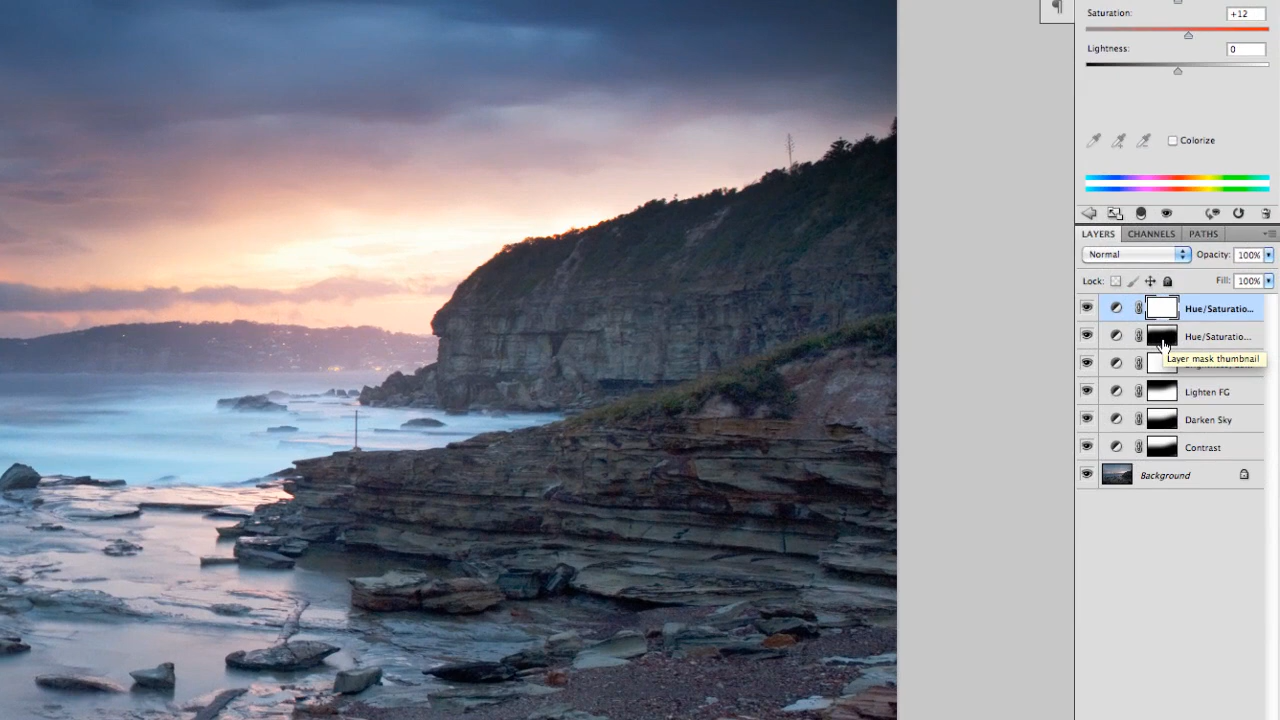 Saturation: +12
Lightness: 0
Colorize
LAYERS CHANNELS PATHS
Normal Opacity: 100%
Lock: Fill: 100%
Hue/Saturatio...
Hue/Saturatio...
Layer mask thumbnail
Lighten FG
Darken Sky
Contrast
Background